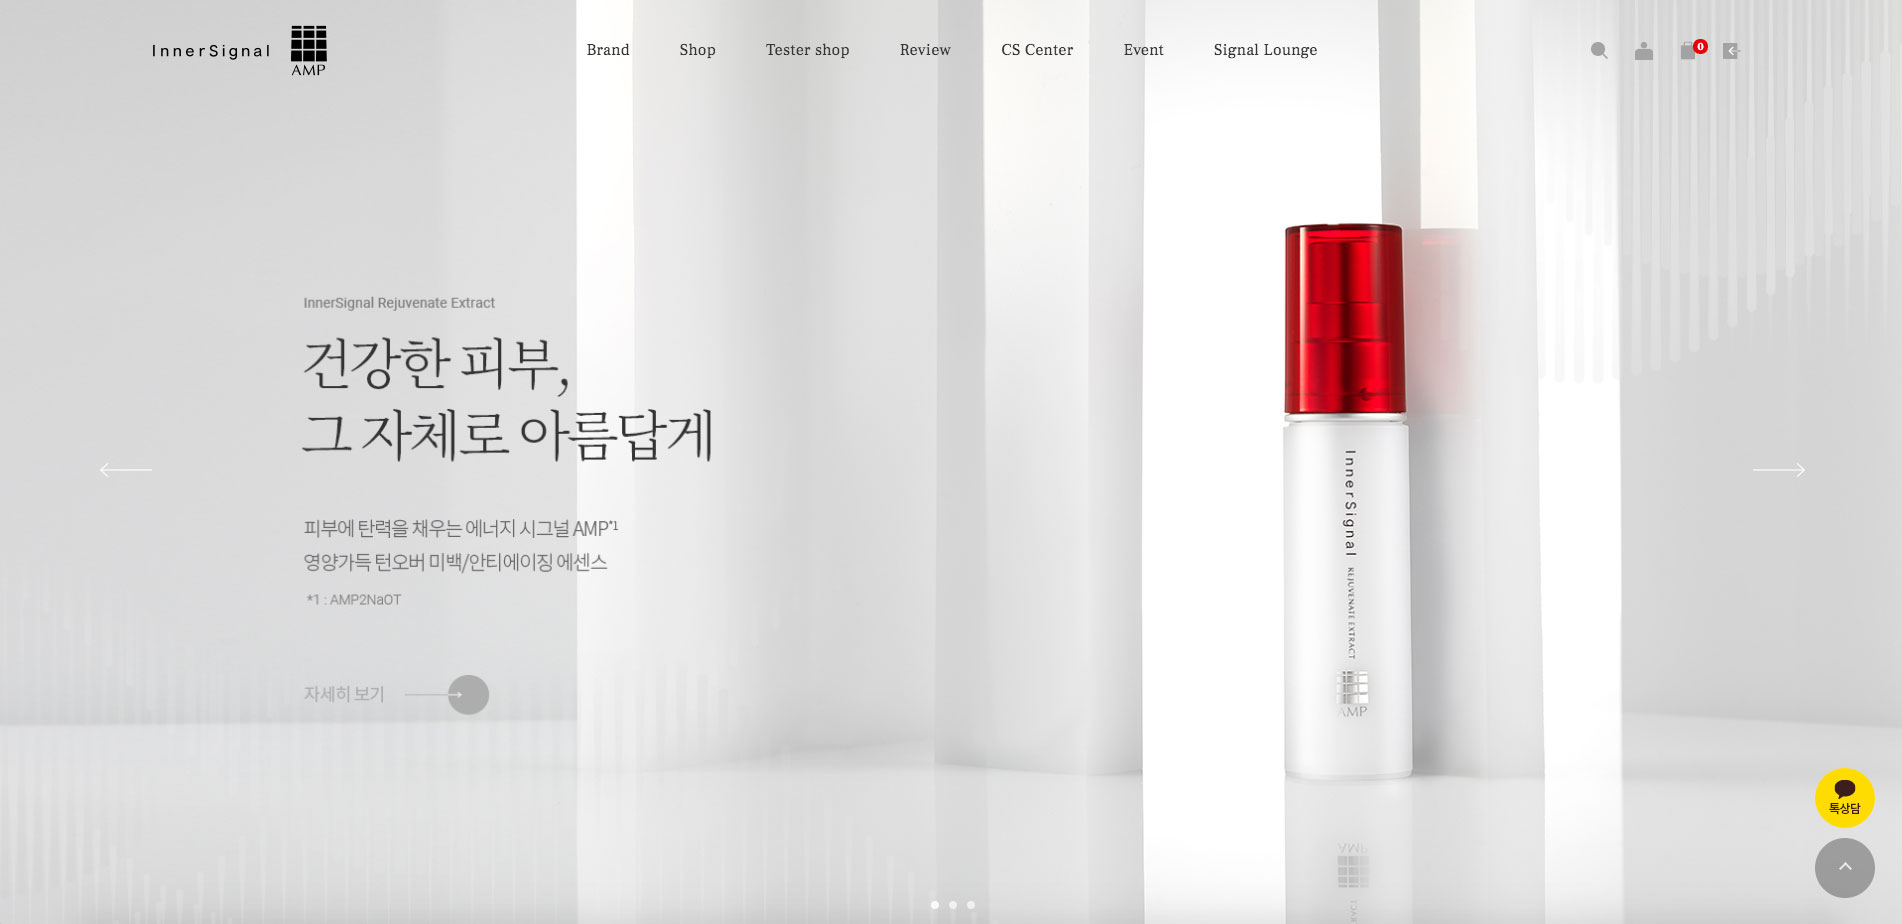 InnerSignal
AMP
Brand
Shop
Tester shop
Review
CS Center
Event
Signal Lounge
0
InnerSignal Rejuvenate Extract
건강한 피부,
그 자체로 아름답게
피부에 탄력을 채우는 에너지 시그널 AMP*1
영양가득 턴오버 미백/안티에이징 에센스
*1 : AMP2NaOT
자세히 보기
InnerSignal
REJUVENATE EXTRACT
AMP
톡상담